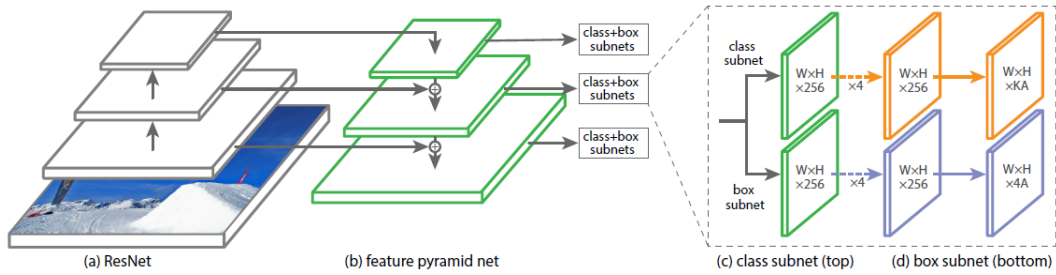 class+box
subnets
class+box
subnets
class+box
subnets
class
subnet
W×H
×256
×4
W×H
×256
W×H
×KA
box
subnet
W×H
×256
×4
W×H
×256
W×H
×4A
(a) ResNet
(b) feature pyramid net
(c) class subnet (top)
(d) box subnet (bottom)